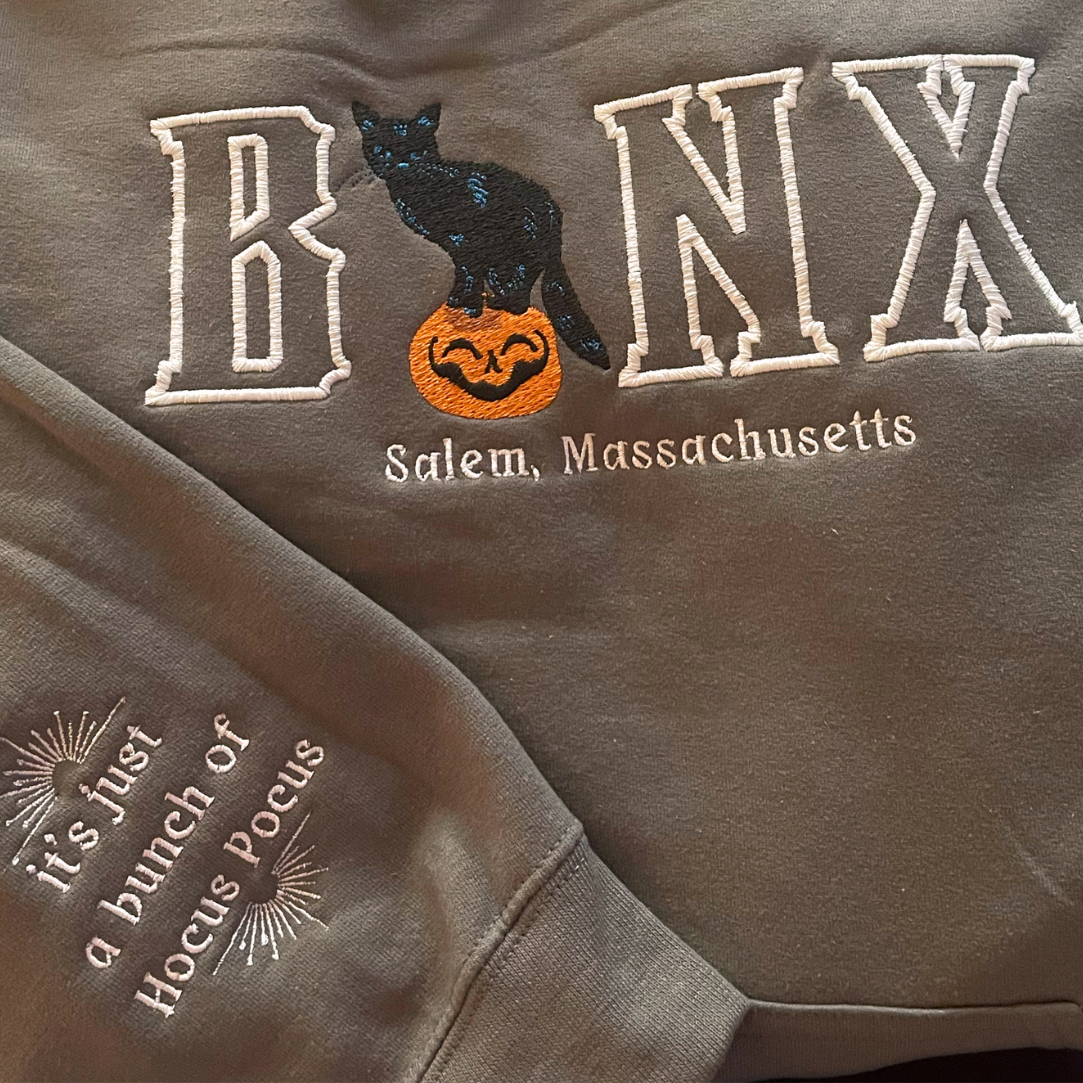 B NX
Salem, Massachusetts
it's just
a bunch of
Hocus Pocus